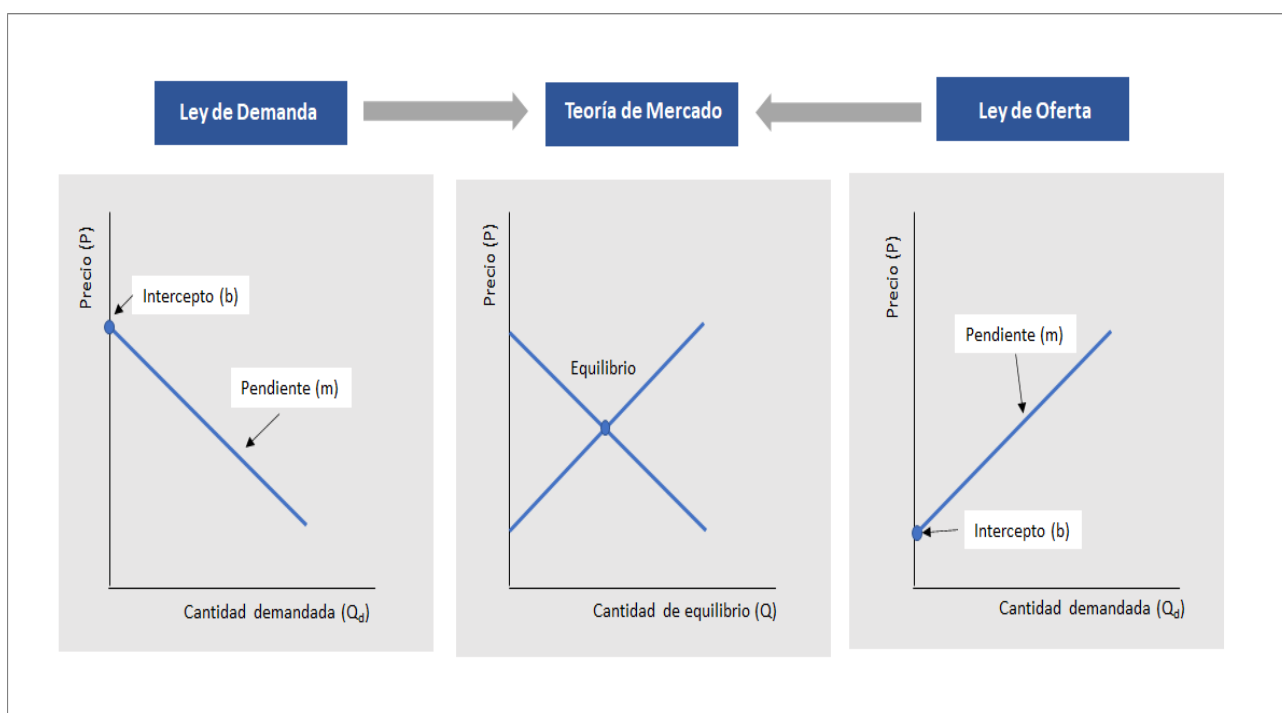 Ley de Demanda
Teoría de Mercado
Ley de Oferta
Precio (P)
Intercepto (b)
Pendiente (m)
Cantidad demandada (Qd)
Precio (P)
Equilibrio
Cantidad de equilibrio (Q)
Precio (P)
Pendiente (m)
Intercepto (b)
Cantidad demandada (Qd)